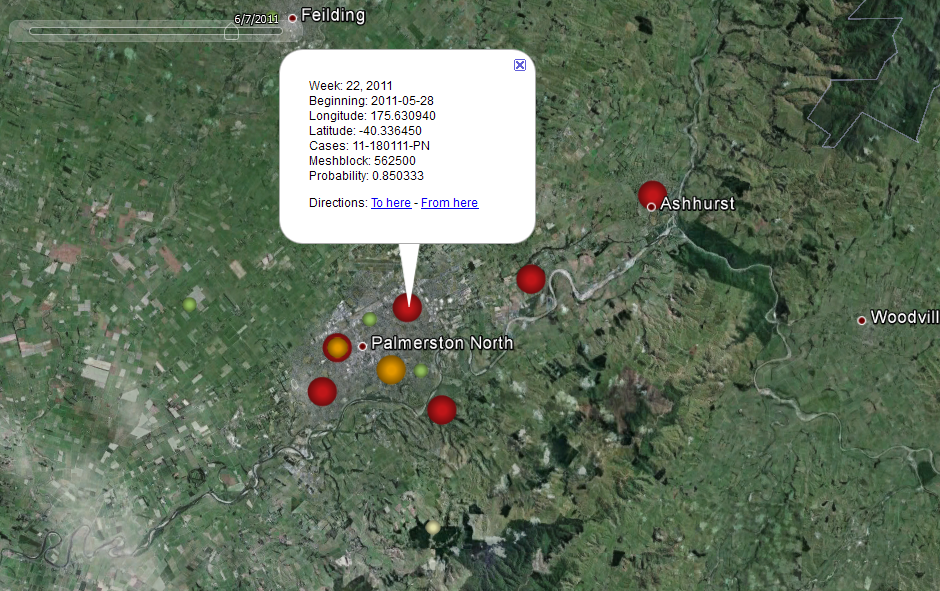 6/7/2011
Feilding
Week: 22, 2011
Beginning: 2011-05-28
Longitude: 175.630940
Latitude: -40.336450
Cases: 11-180111-PN
Meshblock: 562500
Probability: 0.850333
Directions: To here - From here
Ashhurst
Woodvill
Palmerston North